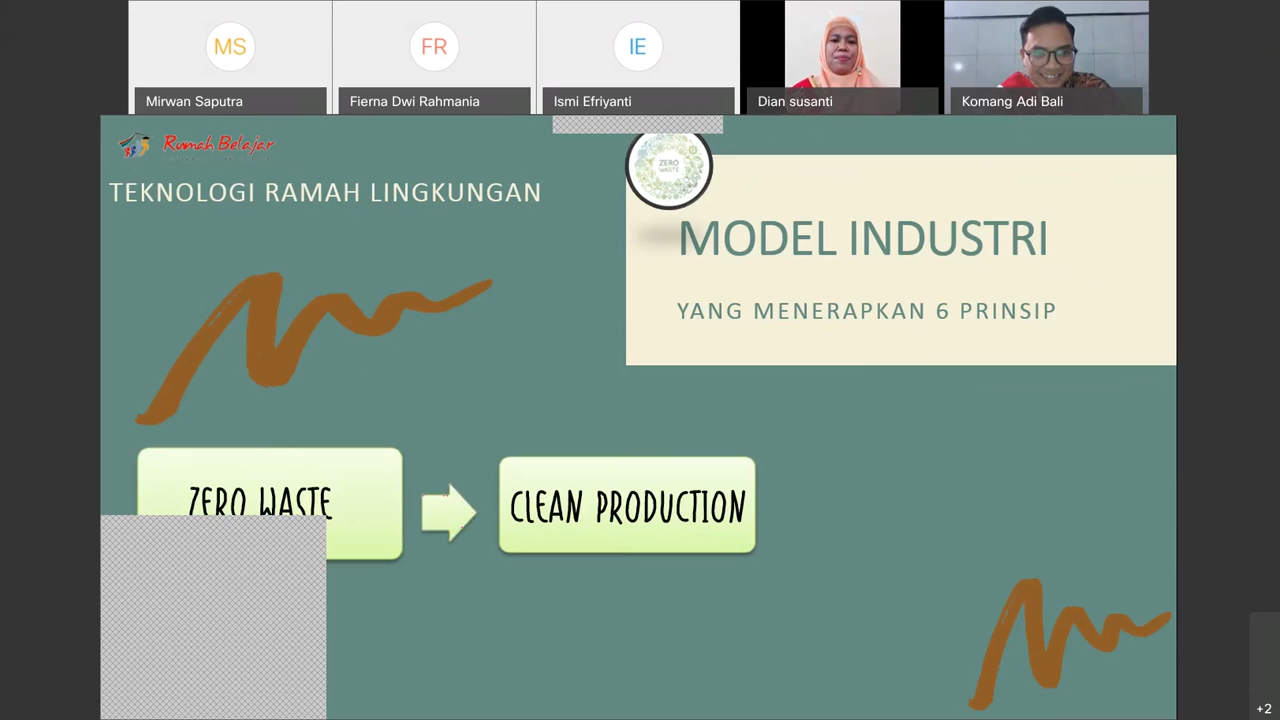 MS
FR
IE
Mirwan Saputra
Fierna Dwi Rahmania
Ismi Efriyanti
Dian susanti
Komang Adi Bali
Rumah Belajar
TEKNOLOGI RAMAH LINGKUNGAN
ZERO
WASTE
MODEL INDUSTRI
YANG MENERAPKAN 6 PRINSIP
ZERO WASTE
CLEAN PRODUCTION
+2